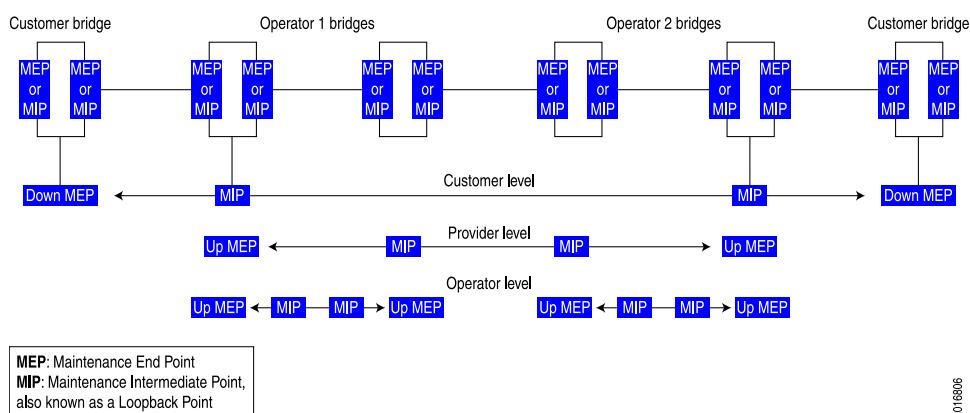 Customer bridge Operator 1 bridges Operator 2 bridges Customer bridge
MEP or MIP MEP or MIP MEP or MIP MEP or MIP MEP or MIP MEP or MIP MEP or MIP MEP or MIP MEP or MIP MEP or MIP MEP or MIP MEP or MIP
Customer level
Down MEP MIP MIP Down MEP
Provider level
Up MEP MIP MIP Up MEP
Operator level
Up MEP MIP MIP Up MEP Up MEP MIP MIP Up MEP
MEP: Maintenance End Point
MIP: Maintenance Intermediate Point,
also known as a Loopback Point
016806